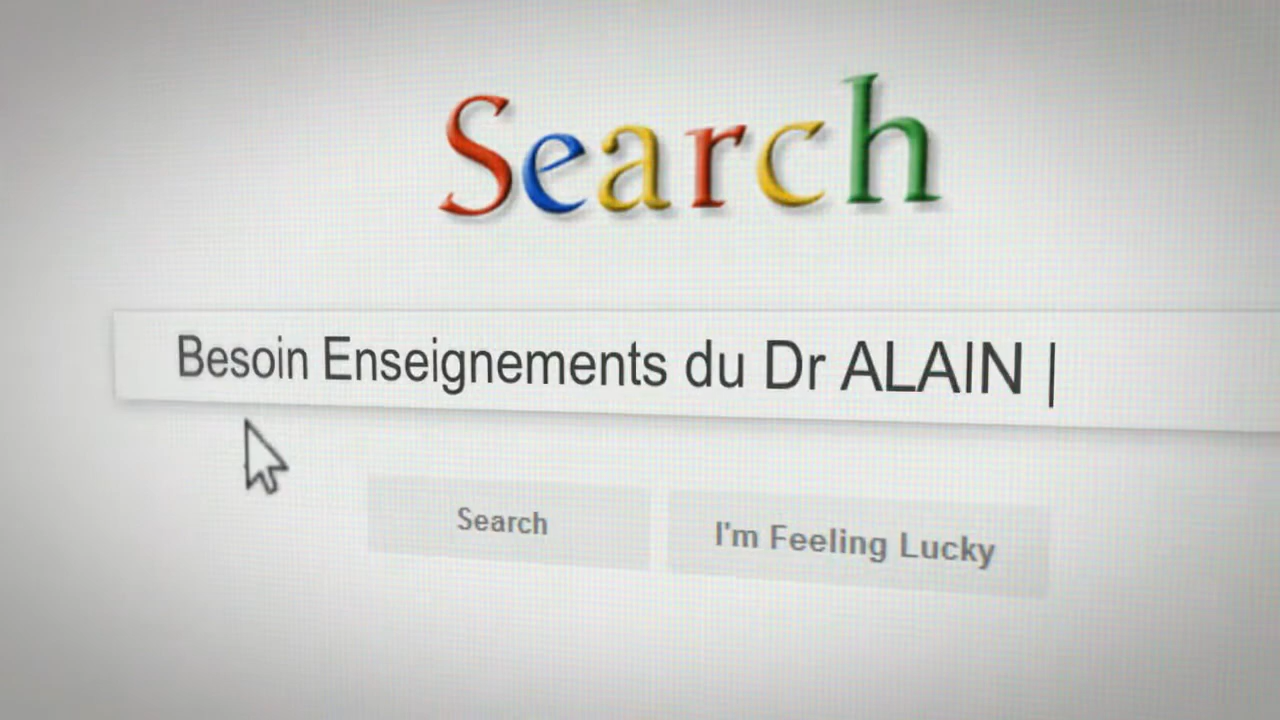 Search
Besoin Enseignements du Dr ALAIN |
Search
I'm Feeling Lucky